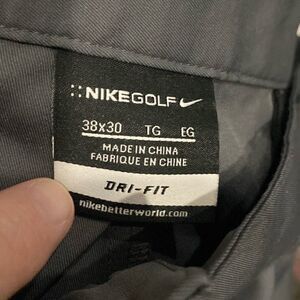 NIKEGOLF
38x30 TG EG
MADE IN CHINA
FABRIQUE EN CHINE
DRI-FIT
nikebetterworld.com